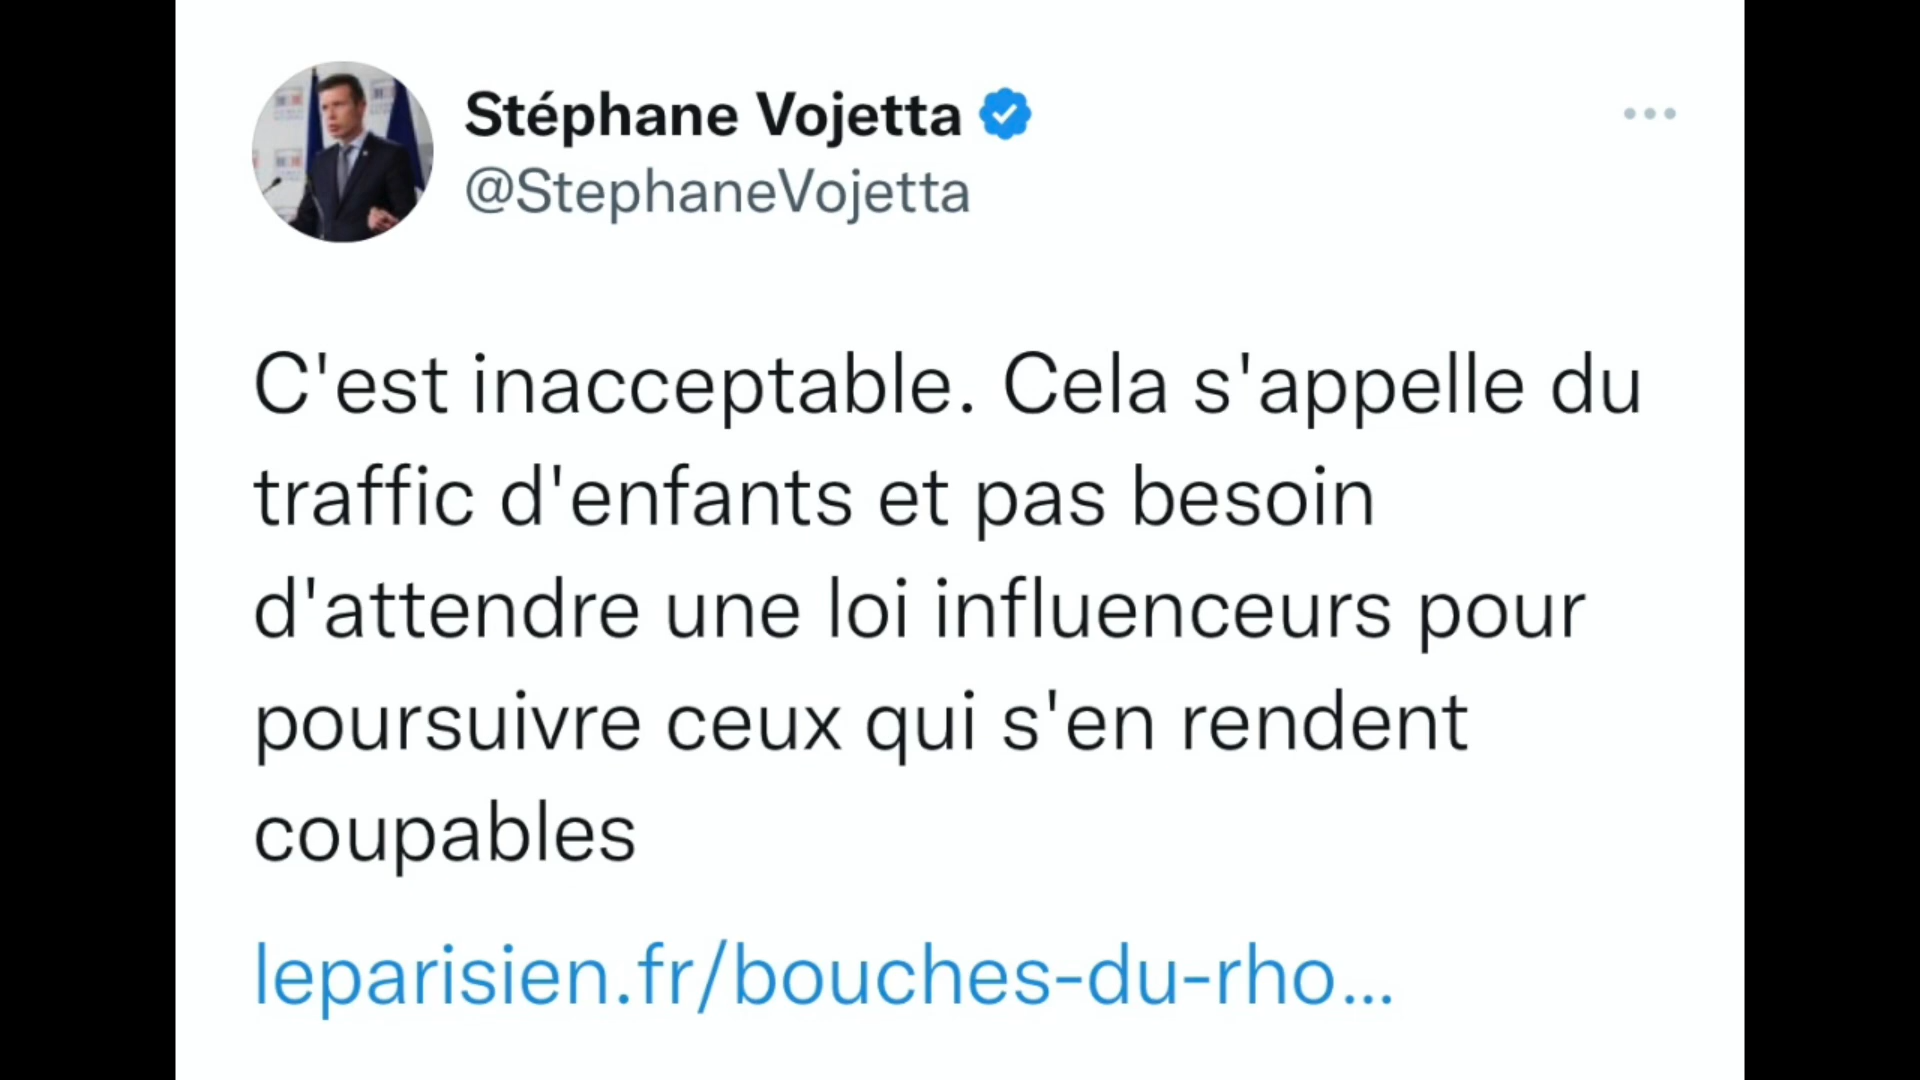 Stéphane Vojetta
@StephaneVojetta
C'est inacceptable. Cela s'appelle du
traffic d'enfants et pas besoin
d'attendre une loi influenceurs pour
poursuivre ceux qui s'en rendent
coupables
leparisien.fr/bouches-du-rho...